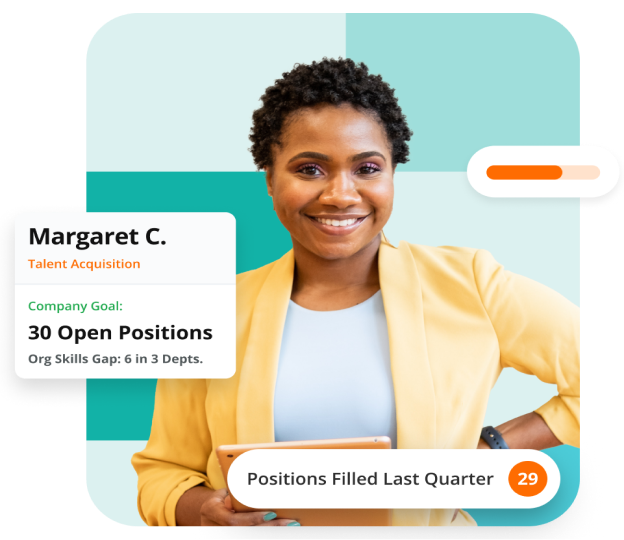 Margaret C.
Talent Acquisition
Company Goal:
30 Open Positions
Org Skills Gap: 6 in 3 Depts.
Positions Filled Last Quarter 29